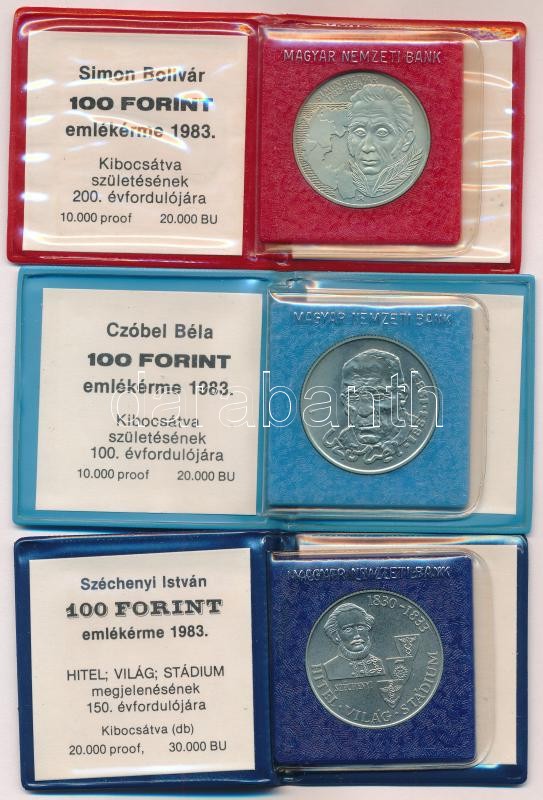 Simon Bolivár
100 FORINT
emlékérme 1983.
Kibocsátva
születésének
200. évfordulójára
10.000 proof 20.000 BU
MAGYAR NEMZETI BANK
Czóbel Béla
100 FORINT
emlékérme 1983.
Kibocsátva
születésének
100. évfordulójára
10.000 proof 20.000 BU
MAGYAR NEMZETI BANK
darabanth
Széchenyi István
100 FORINT
emlékérme 1983.
HITEL; VILÁG; STÁDIUM
megjelenésének
150. évfordulójára
Kibocsátva (db)
20.000 proof, 30.000 BU
MAGYAR NEMZETI BANK
1830-1833
SZÉCHENYI
HITEL · VILÁG · STÁDIUM